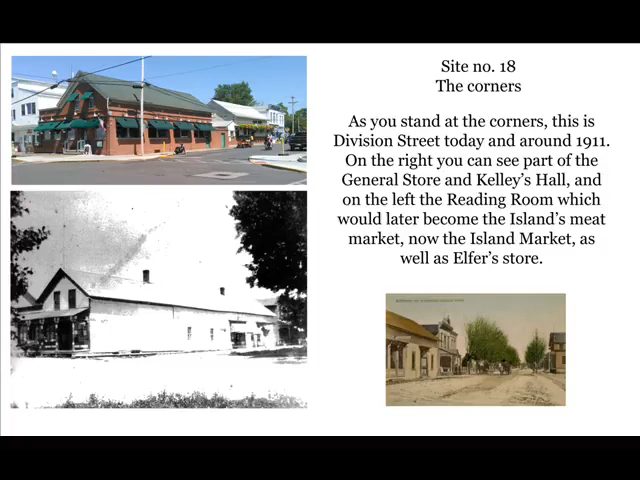 Site no. 18
The corners
As you stand at the corners, this is
Division Street today and around 1911.
On the right you can see part of the
General Store and Kelley's Hall, and
on the left the Reading Room which
would later become the Island's meat
market, now the Island Market, as
well as Elfer's store.